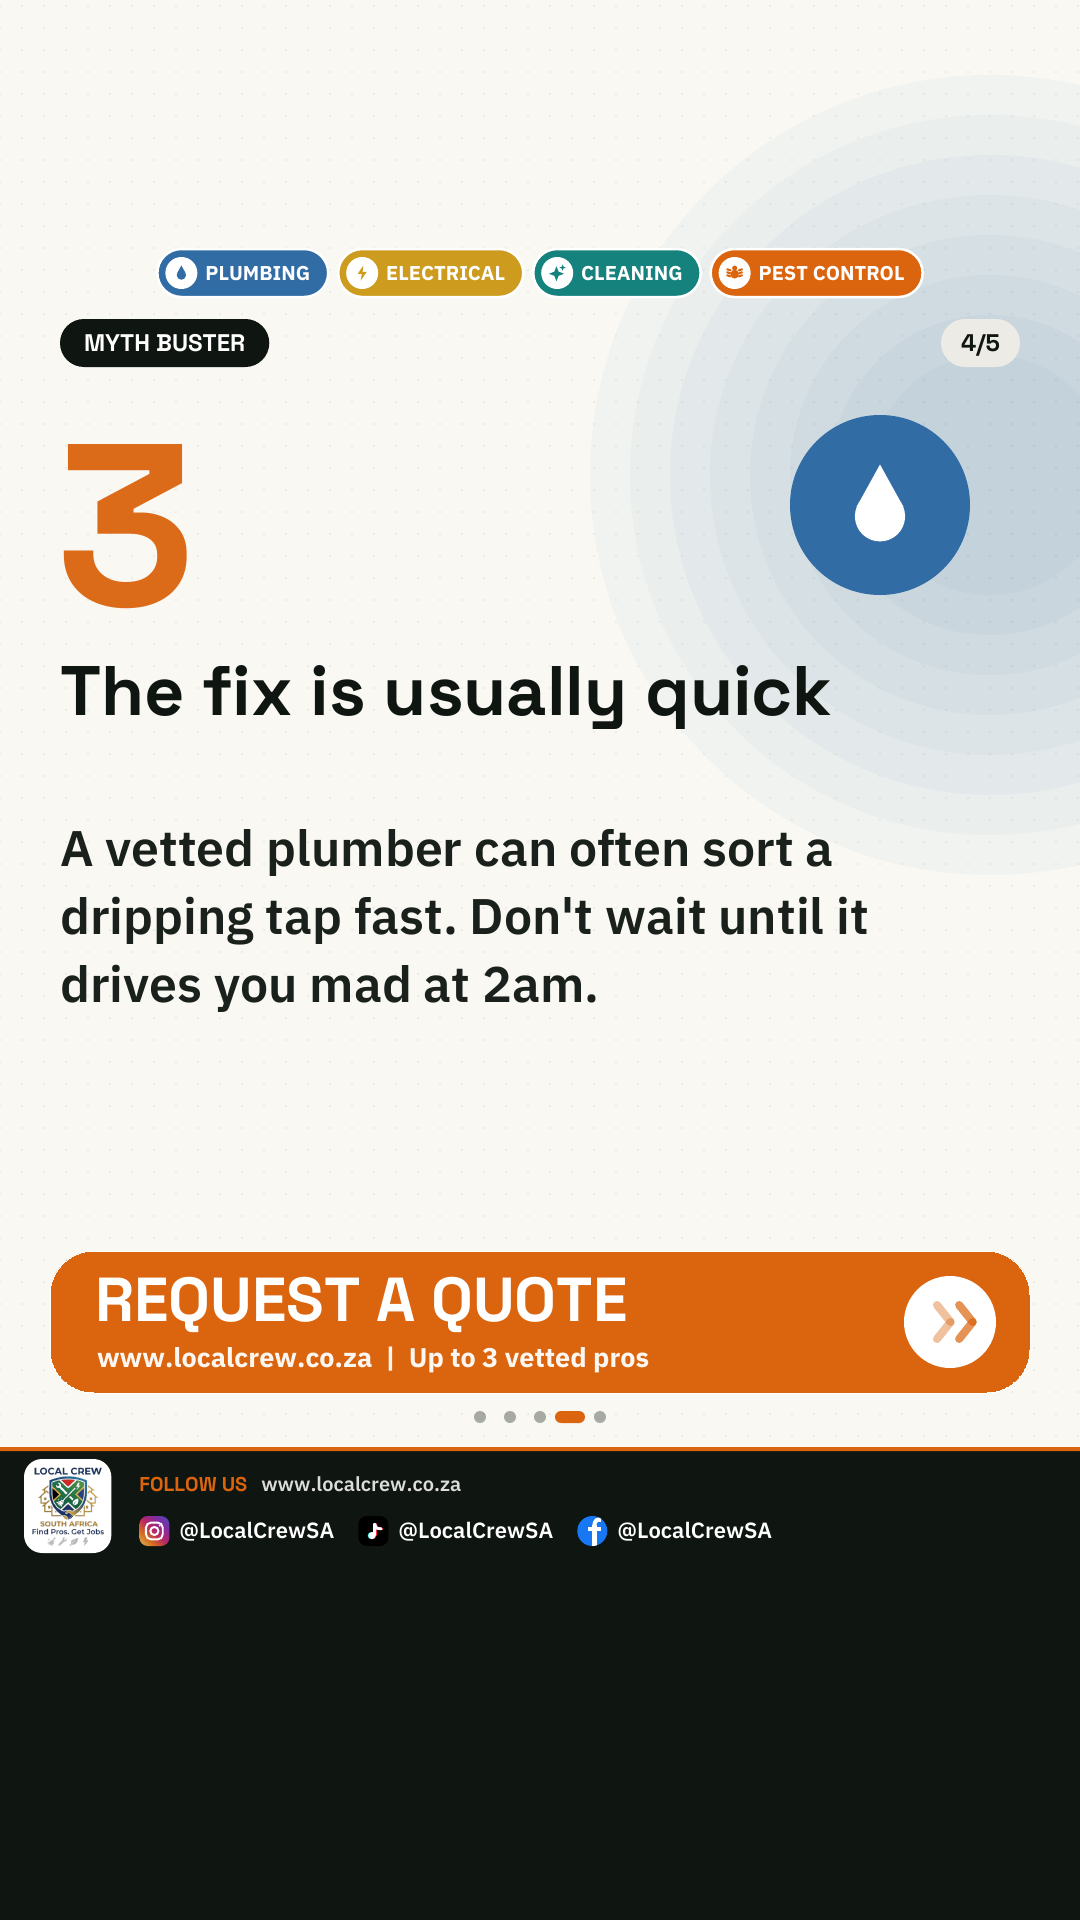 PLUMBING ELECTRICAL CLEANING PEST CONTROL
MYTH BUSTER 4/5
3
The fix is usually quick
A vetted plumber can often sort a
dripping tap fast. Don't wait until it
drives you mad at 2am.
REQUEST A QUOTE
www.localcrew.co.za | Up to 3 vetted pros
LOCAL CREW
SOUTH AFRICA
Find Pros. Get Jobs
FOLLOW US www.localcrew.co.za
@LocalCrewSA @LocalCrewSA @LocalCrewSA